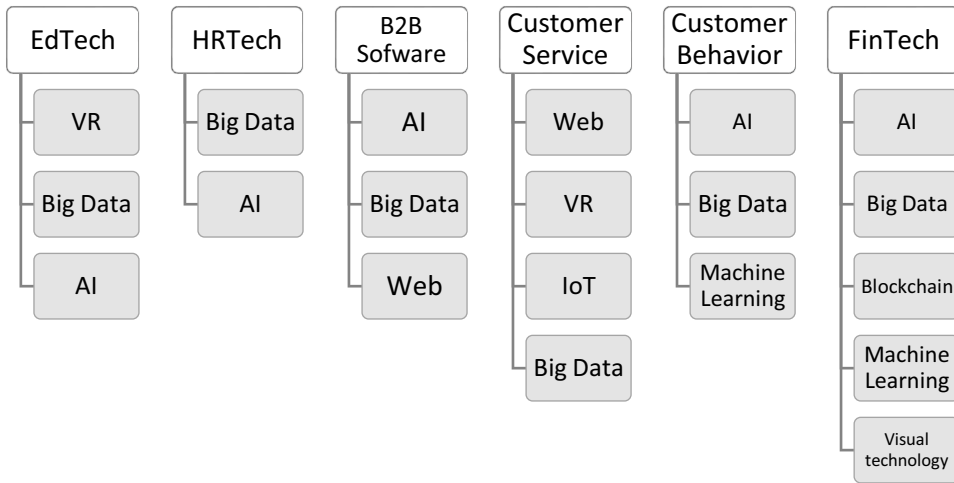 EdTech
VR
Big Data
AI
HRTech
Big Data
AI
B2B
Sofware
AI
Big Data
Web
Customer
Service
Web
VR
IoT
Big Data
Customer
Behavior
AI
Big Data
Machine
Learning
FinTech
AI
Big Data
Blockchain
Machine
Learning
Visual
technology